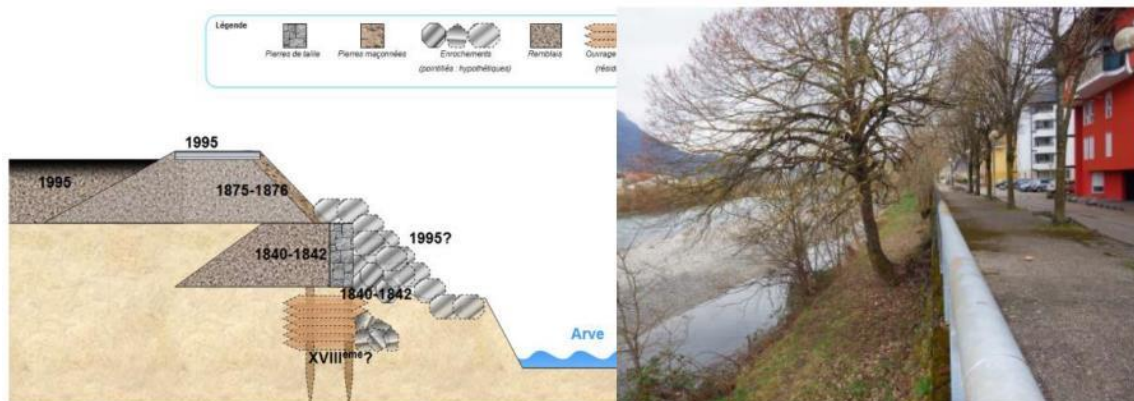 Légende
Pierres de taille
Pierres maçonnées
Enrochements
(pointillés : hypothétiques)
Remblais
1995
1995
1875-1876
1995?
1840-1842
1840-1842
XVIIIème?
Arve